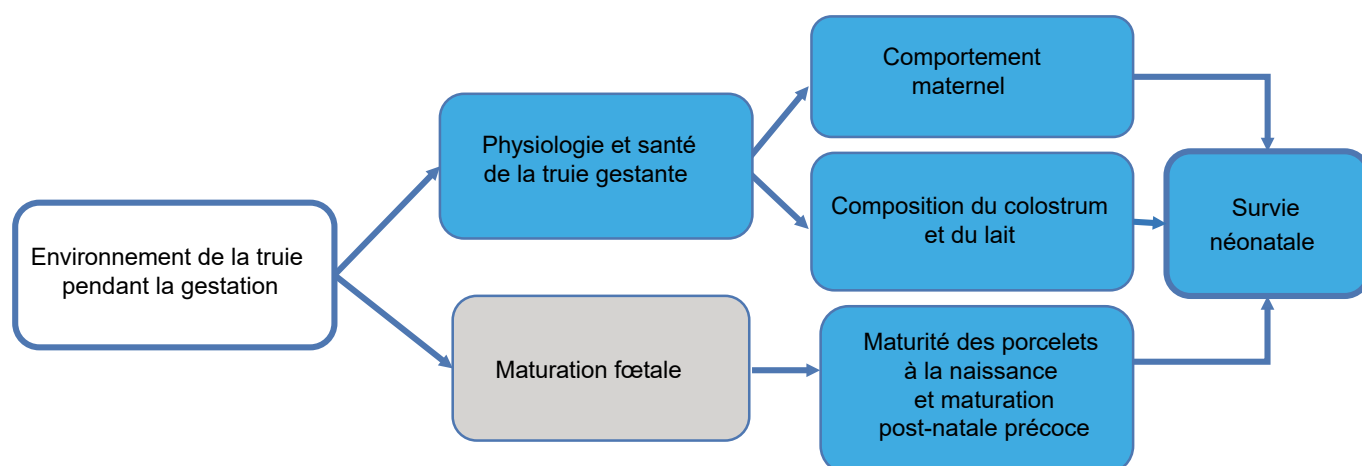 Environnement de la truie
pendant la gestation
Physiologie et santé
de la truie gestante
Maturation fœtale
Comportement
maternel
Composition du colostrum
et du lait
Maturité des porcelets
à la naissance
et maturation
post-natale précoce
Survie
néonatale